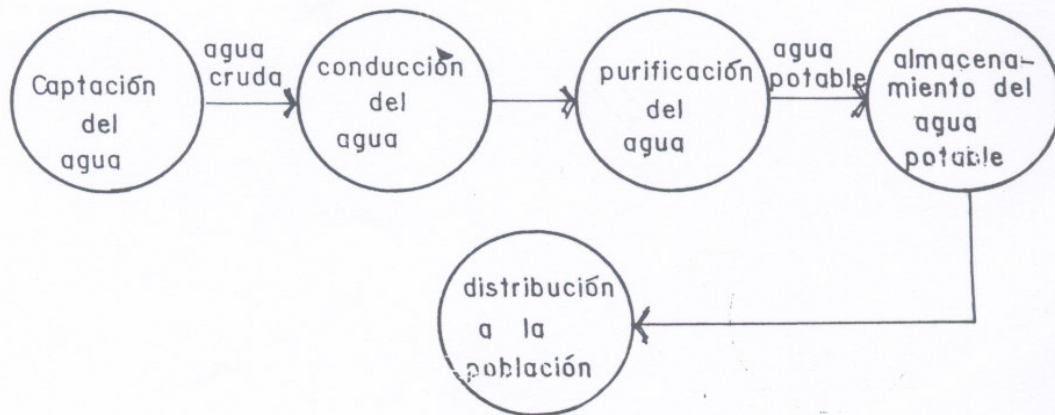 Captación
del
agua
agua
cruda
conducción
del
agua
purificación
del
agua
agua
potable
almacena-
miento del
agua
potable
distribución
a la
población